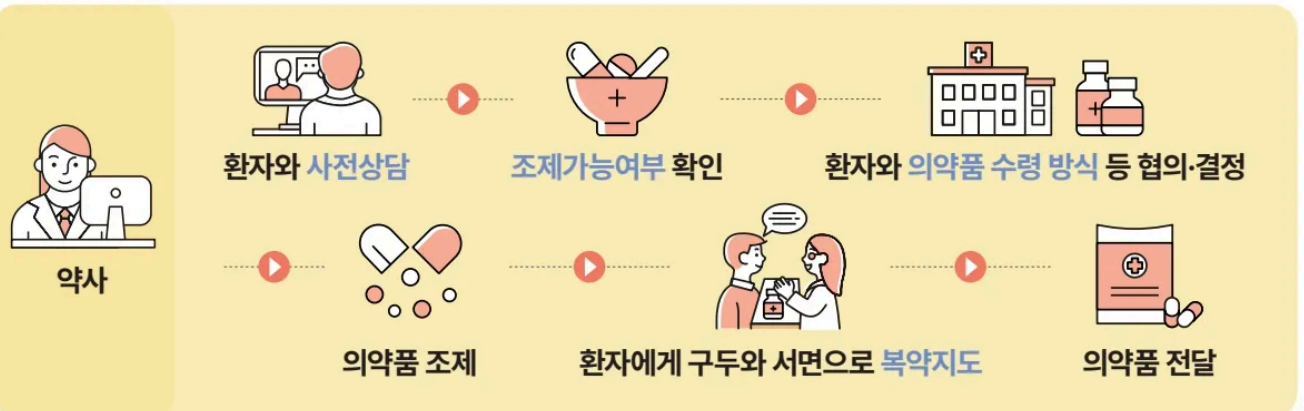 약사
환자와 사전상담
조제가능여부 확인
환자와 의약품 수령 방식 등 협의·결정
의약품 조제
환자에게 구두와 서면으로 복약지도
의약품 전달